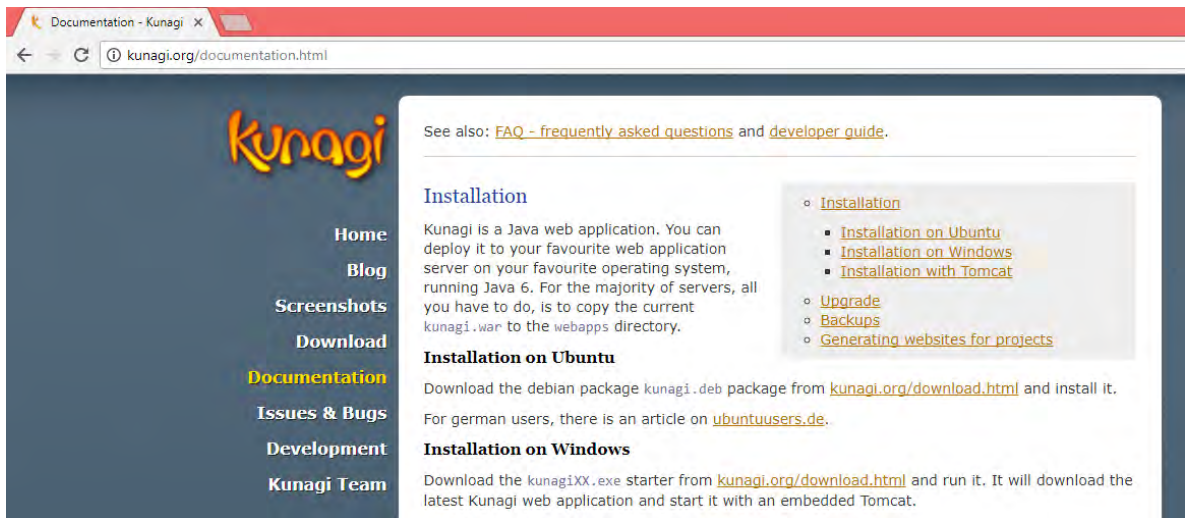 Documentation - Kunagi
kunagi.org/documentation.html
kunagi
Home
Blog
Screenshots
Download
Documentation
Issues & Bugs
Development
Kunagi Team
See also: FAQ - frequently asked questions and developer guide.
Installation
Kunagi is a Java web application. You can
deploy it to your favourite web application
server on your favourite operating system,
running Java 6. For the majority of servers, all
you have to do, is to copy the current
kunagi.war to the webapps directory.
Installation
Installation on Ubuntu
Installation on Windows
Installation with Tomcat
Upgrade
Backups
Generating websites for projects
Installation on Ubuntu
Download the debian package kunagi.deb package from kunagi.org/download.html and install it.
For german users, there is an article on ubuntuusers.de.
Installation on Windows
Download the kunagiXX.exe starter from kunagi.org/download.html and run it. It will download the
latest Kunagi web application and start it with an embedded Tomcat.